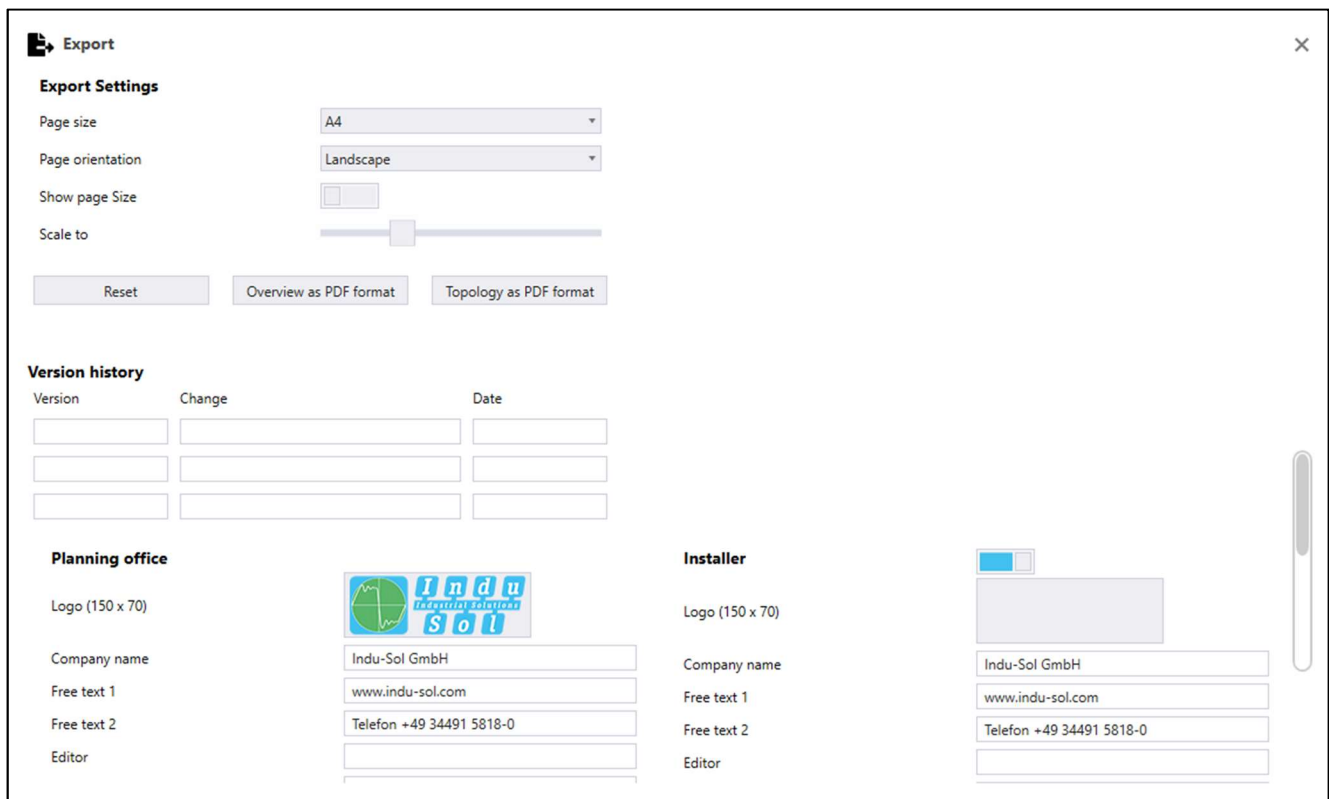 Export
Export Settings
Page size A4
Page orientation Landscape
Show page Size
Scale to
Reset Overview as PDF format Topology as PDF format
Version history
Version Change Date
Planning office
Logo (150 x 70)
Indu
Industrial Solutions
Sol
Company name Indu-Sol GmbH
Free text 1 www.indu-sol.com
Free text 2 Telefon +49 34491 5818-0
Editor
Installer
Logo (150 x 70)
Company name Indu-Sol GmbH
Free text 1 www.indu-sol.com
Free text 2 Telefon +49 34491 5818-0
Editor